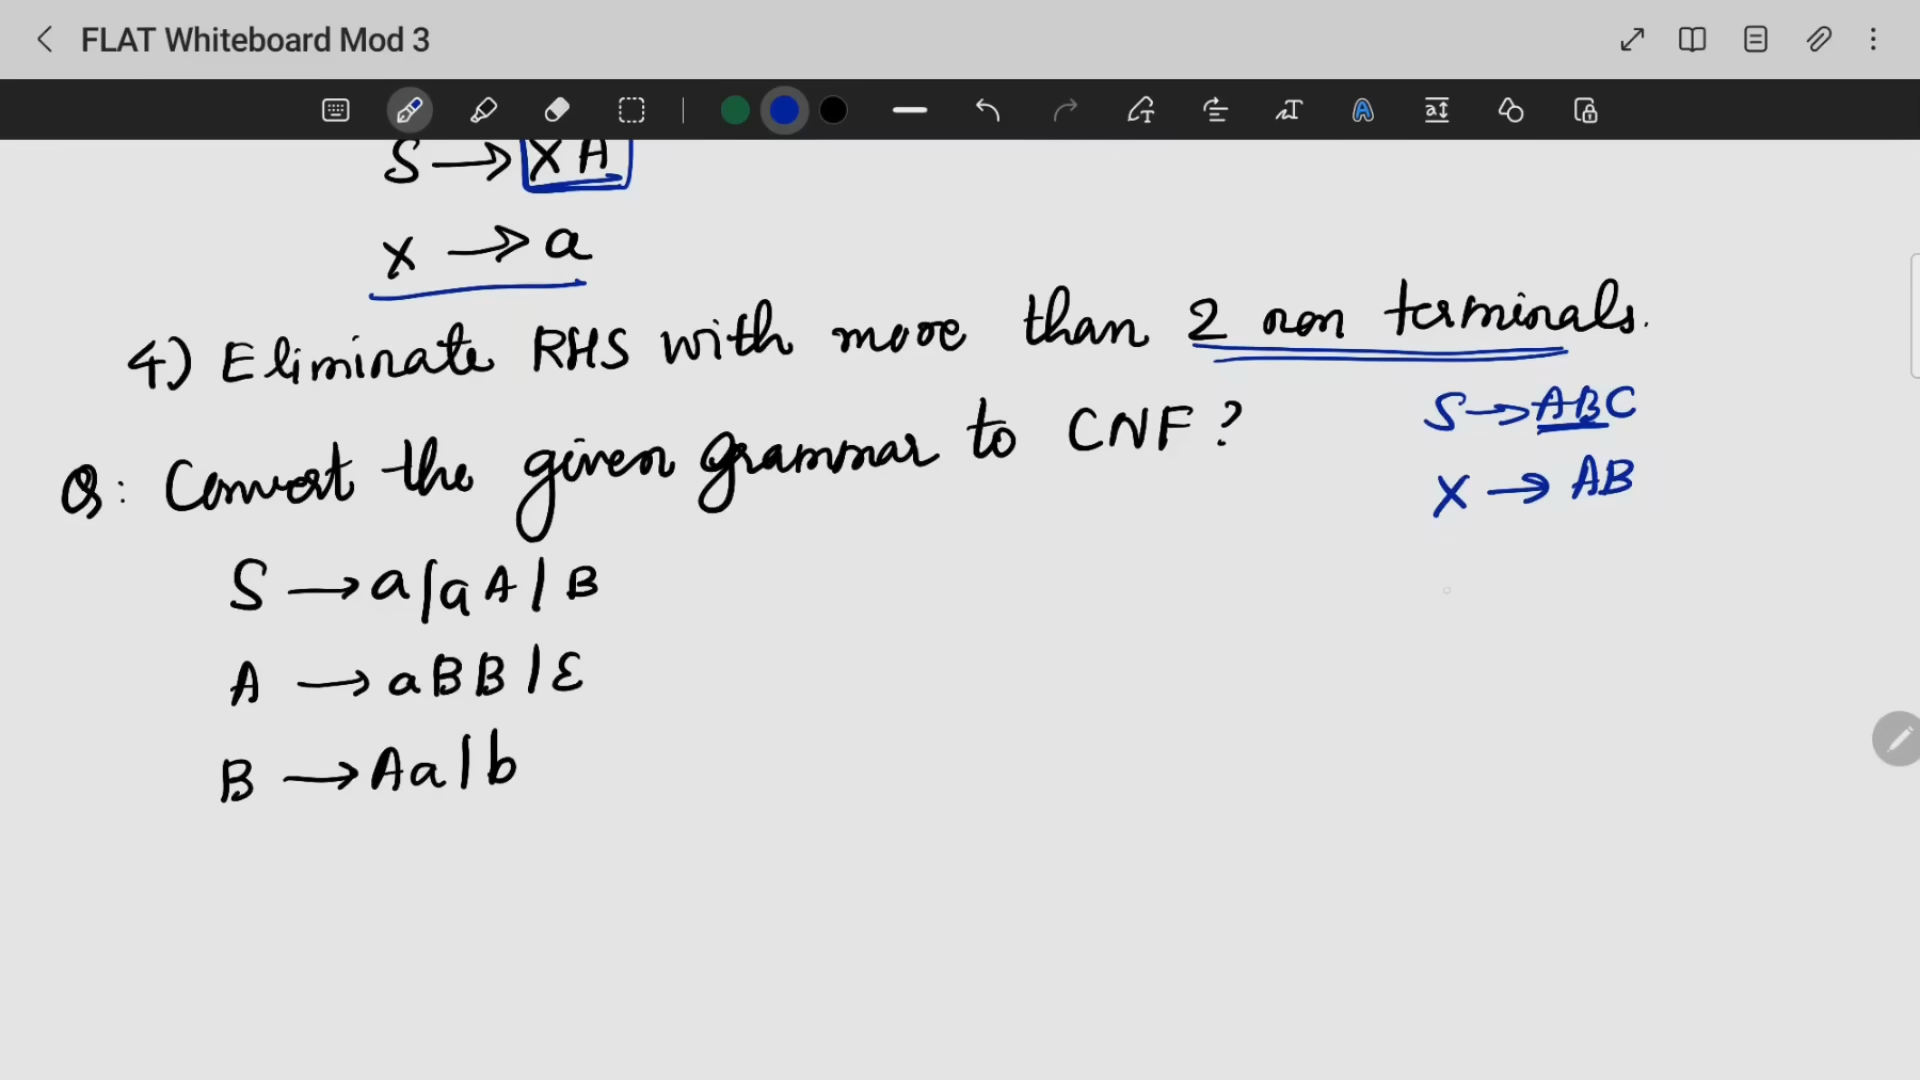 FLAT Whiteboard Mod 3
S → XA
X → a
4) Eliminate RHS with more than 2 non terminals.
S → ABC
X → AB
Q: Convert the given grammar to CNF?
S → a|aA|B
A → aBB|ε
B → Aa|b